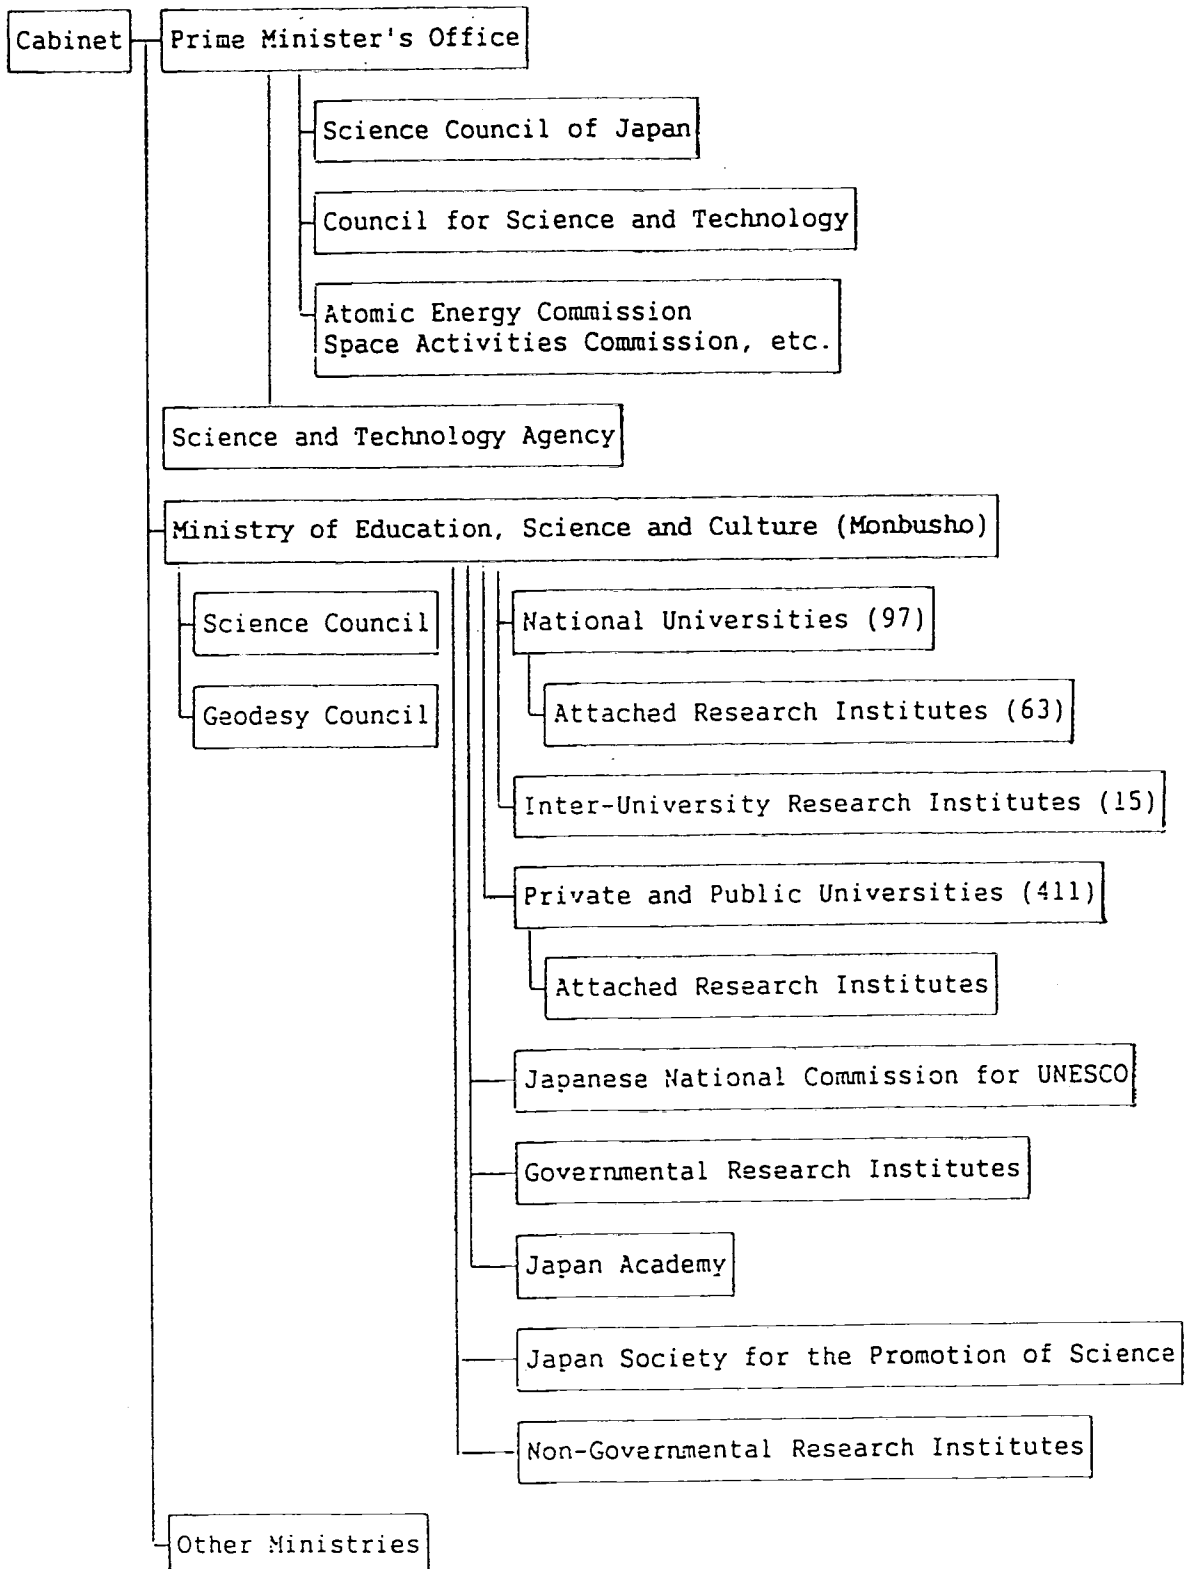 Cabinet
Prime Minister's Office
Science Council of Japan
Council for Science and Technology
Atomic Energy Commission
Space Activities Commission, etc.
Science and Technology Agency
Ministry of Education, Science and Culture (Monbusho)
Science Council
Geodesy Council
National Universities (97)
Attached Research Institutes (63)
Inter-University Research Institutes (15)
Private and Public Universities (411)
Attached Research Institutes
Japanese National Commission for UNESCO
Governmental Research Institutes
Japan Academy
Japan Society for the Promotion of Science
Non-Governmental Research Institutes
Other Ministries